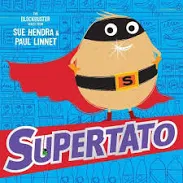 THE
BLOCKBUSTER
SUE HENDRA &
PAUL LINNET
S
SUPERTATO